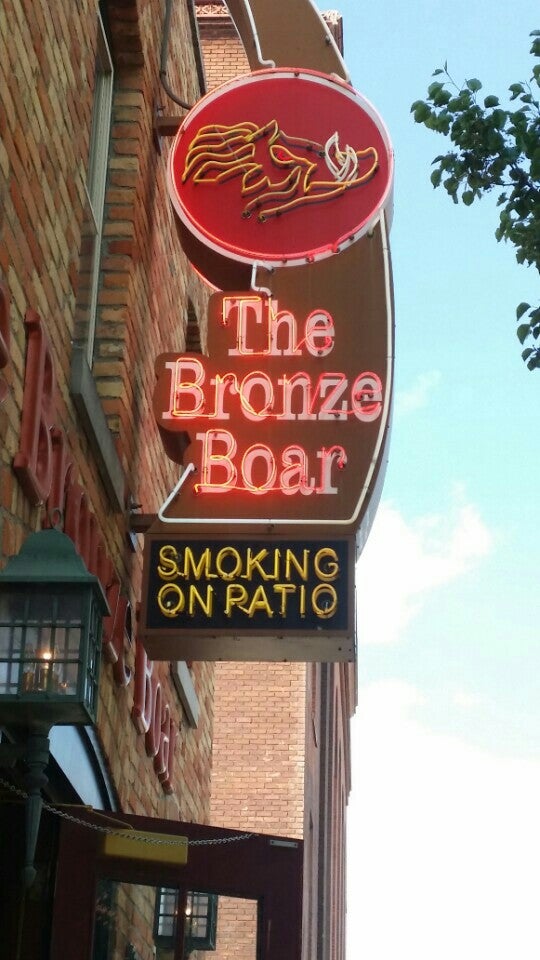 The
Bronze
Boar
SMOKING
ON PATIO